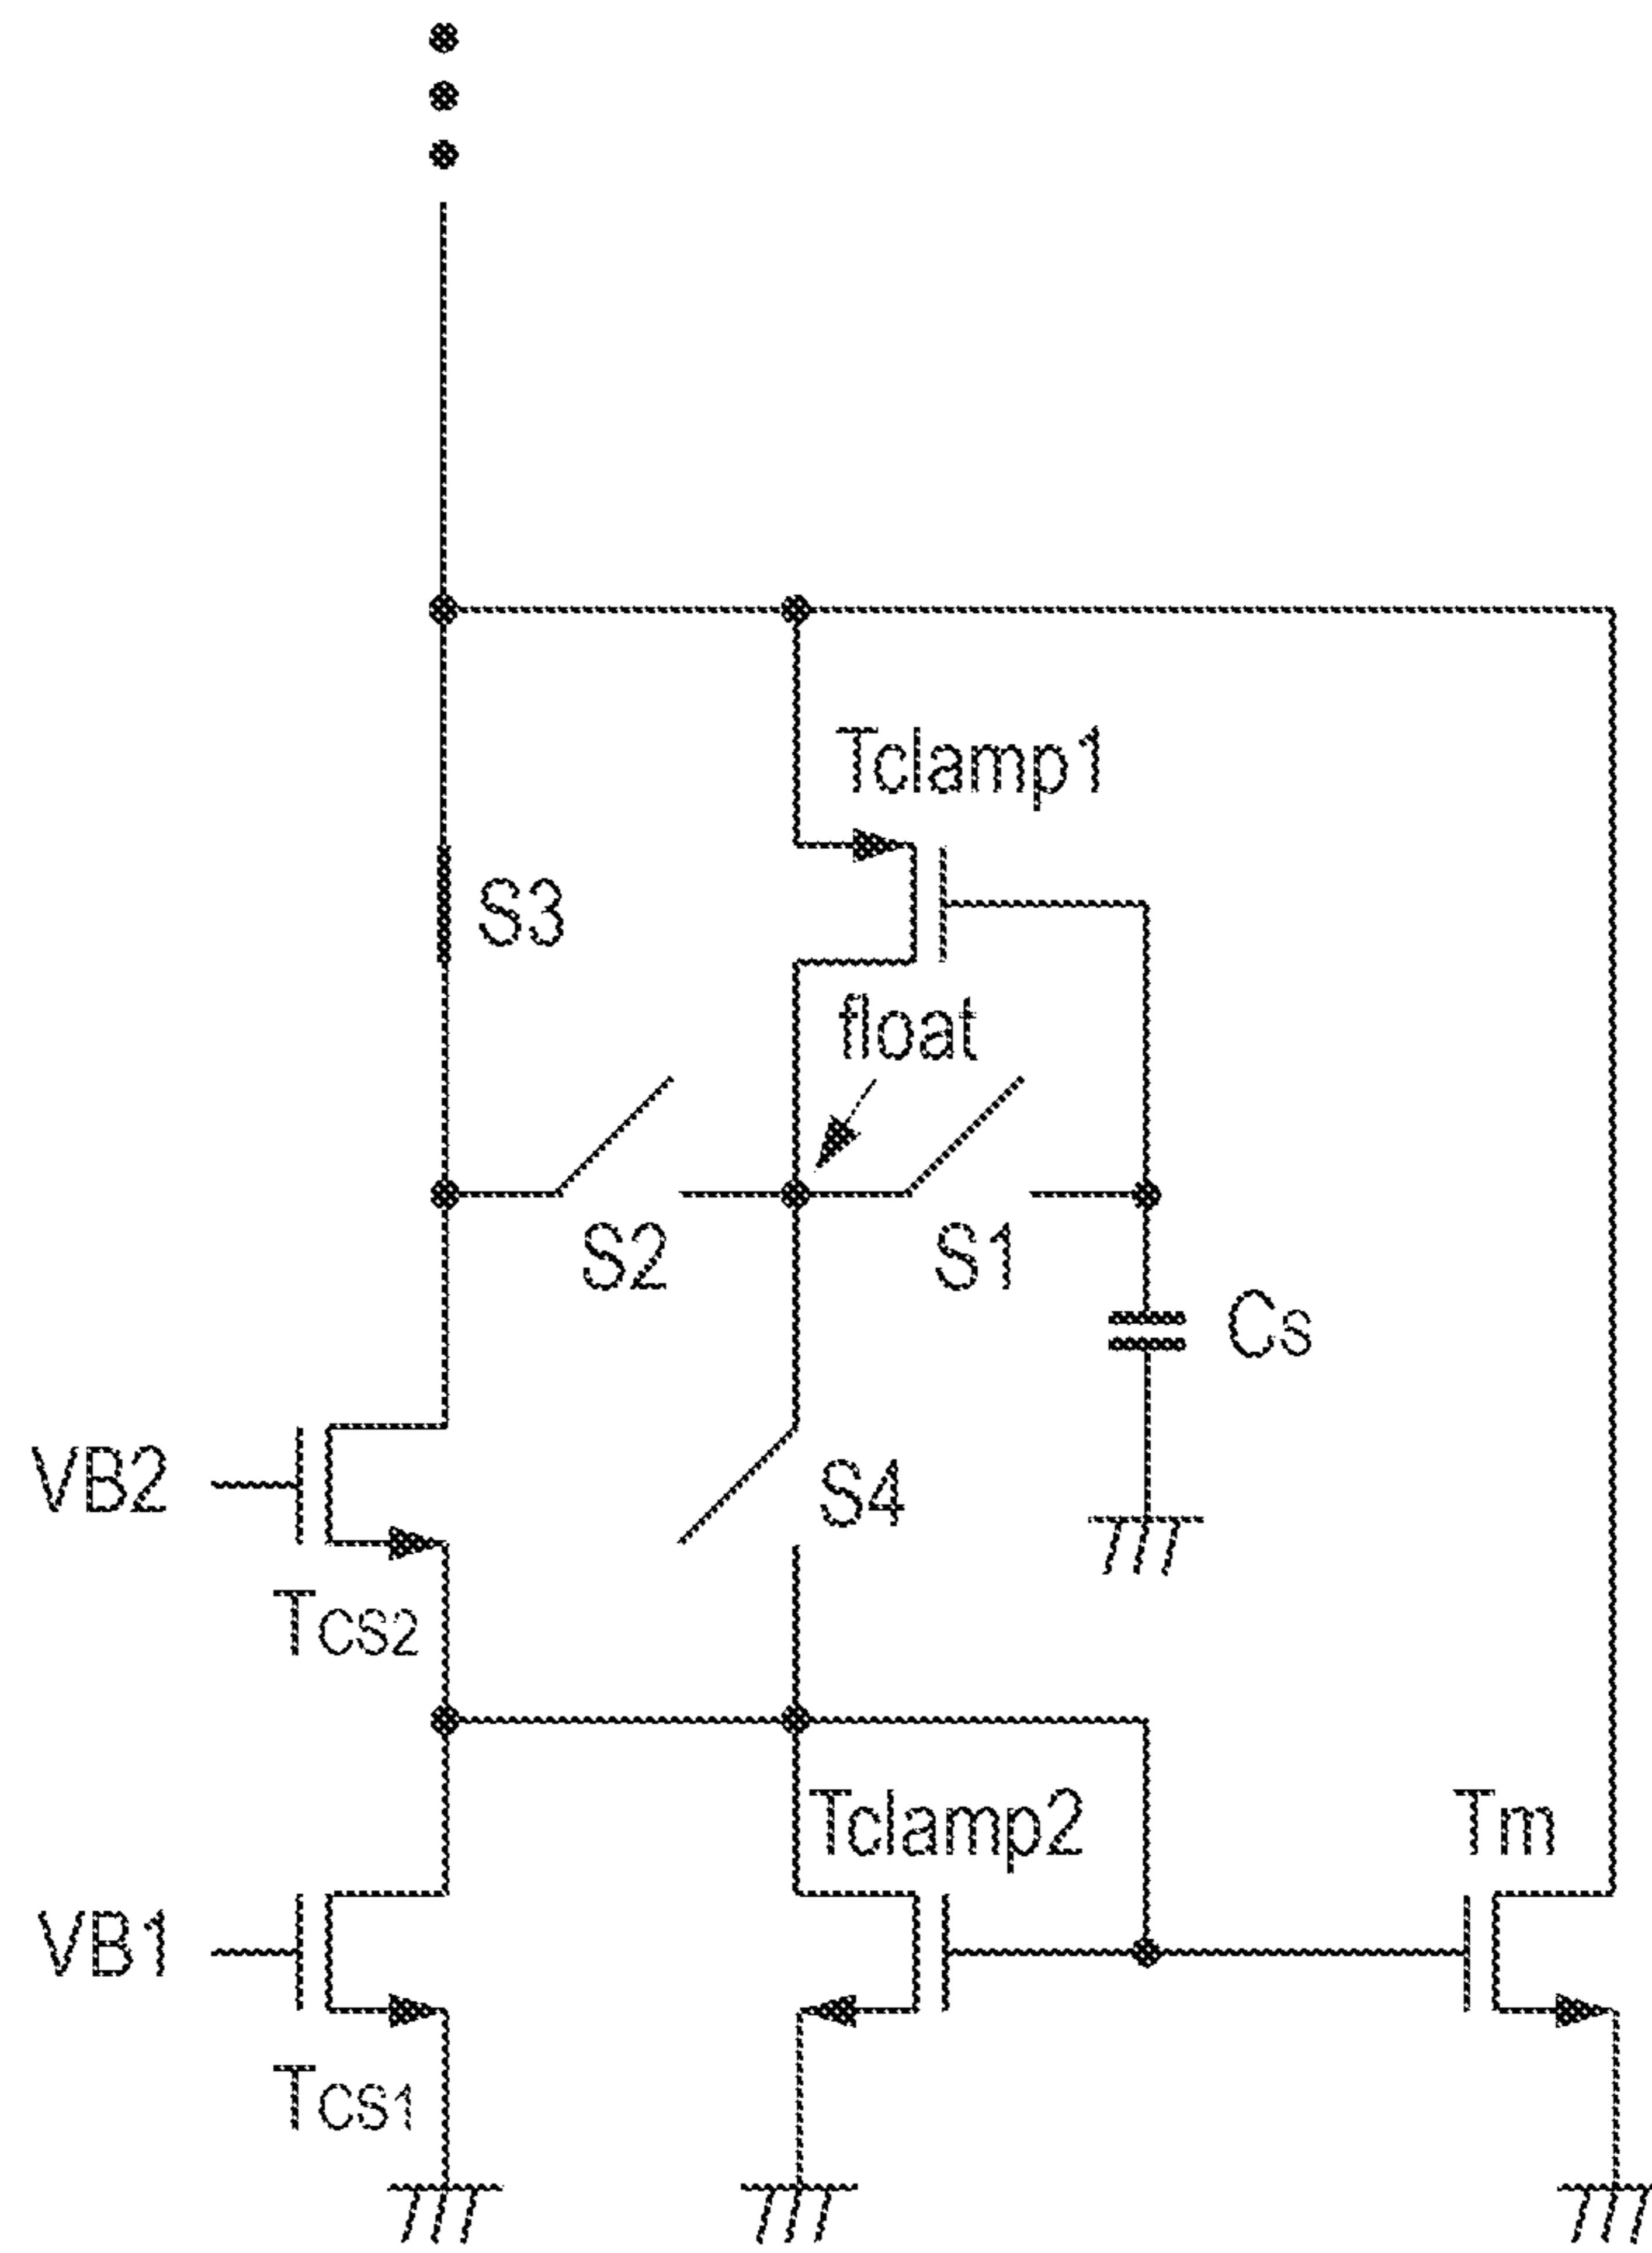 Tclamp1
S3
float
S2
S1
Cs
VB2
S4
Tcs2
Tclamp2
Tm
VB1
Tcs1